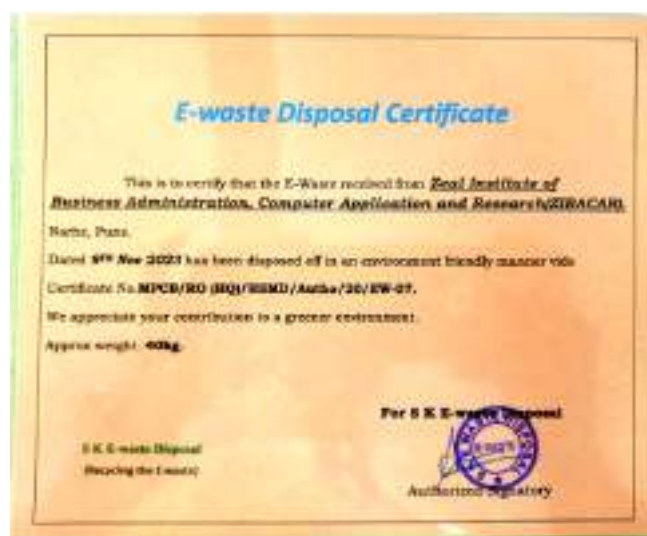 E-waste Disposal Certificate
This is to certify that the E-Waste received from Zeal Institute of
Business Administration, Computer Application and Research(ZIBACAR),
Narhe, Pune.
Dated 9TH Nov 2023 has been disposed off in an environment friendly manner vide
Certificate No.MPCB/RO (HQ)/HSMD/Autho/20/EW-07.
We appreciate your contribution to a greener environment.
Approx weight. 40kg.
For S K E-waste Disposal
S K E-waste Disposal
(Recycling the E-waste)
Authorized Signatory